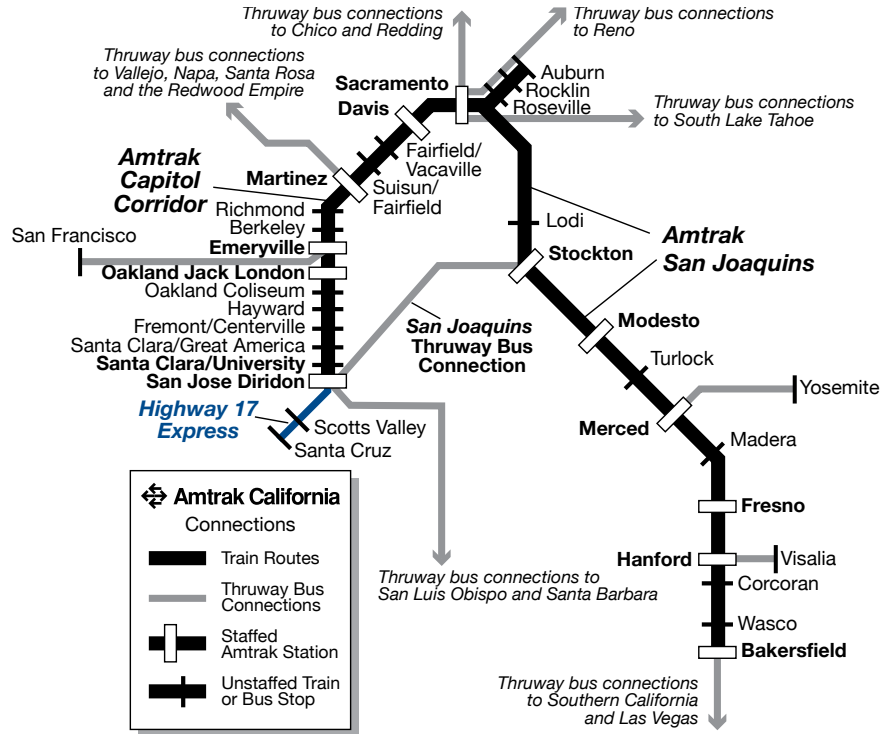 Thruway bus connections
to Chico and Redding
Thruway bus connections
to Reno
Thruway bus connections
to Vallejo, Napa, Santa Rosa
and the Redwood Empire
Sacramento
Davis
Auburn
Rocklin
Roseville
Thruway bus connections
to South Lake Tahoe
Fairfield/
Vacaville
Suisun/
Fairfield
Amtrak
Capitol
Corridor
Martinez
Richmond
Berkeley
San Francisco
Emeryville
Oakland Jack London
Oakland Coliseum
Hayward
Fremont/Centerville
Santa Clara/Great America
Santa Clara/University
San Jose Diridon
Lodi
Stockton
Amtrak
San Joaquins
San Joaquins
Thruway Bus
Connection
Modesto
Turlock
Yosemite
Merced
Madera
Highway 17
Express
Scotts Valley
Santa Cruz
Fresno
Hanford
Visalia
Corcoran
Wasco
Bakersfield
Thruway bus connections to
San Luis Obispo and Santa Barbara
Thruway bus connections
to Southern California
and Las Vegas
Amtrak California
Connections
Train Routes
Thruway Bus
Connections
Staffed
Amtrak Station
Unstaffed Train
or Bus Stop